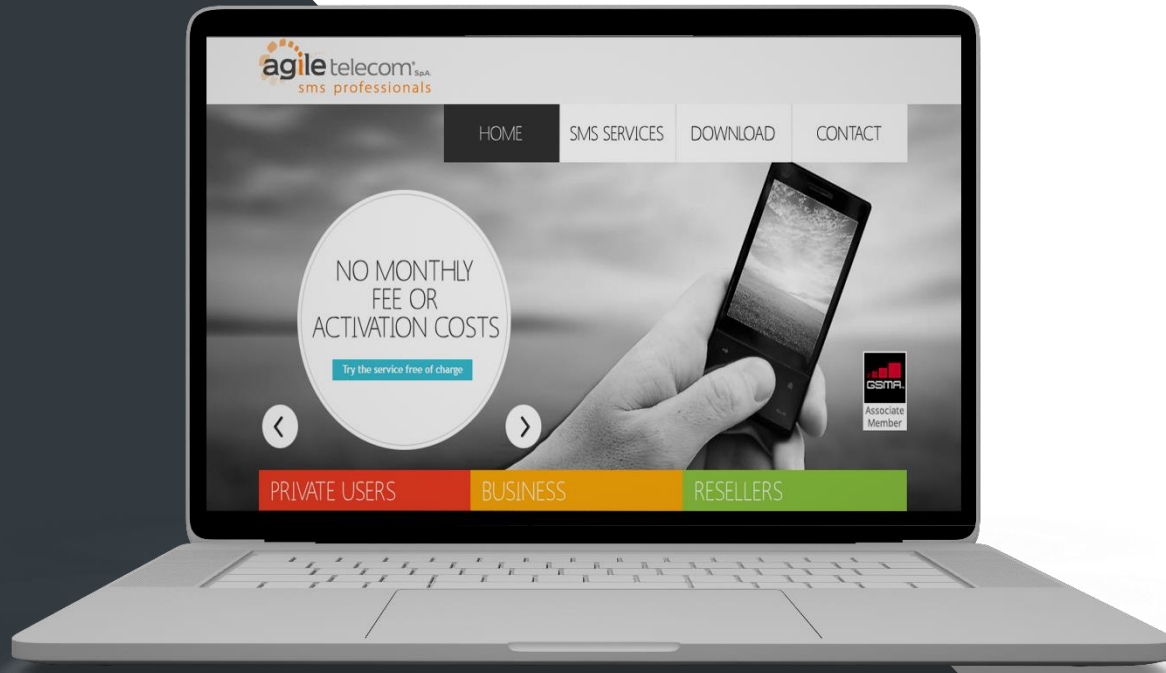 agile telecom SpA
sms professionals
HOME SMS SERVICES DOWNLOAD CONTACT
NO MONTHLY
FEE OR
ACTIVATION COSTS
Try the service free of charge
GSMA
Associate
Member
PRIVATE USERS BUSINESS RESELLERS